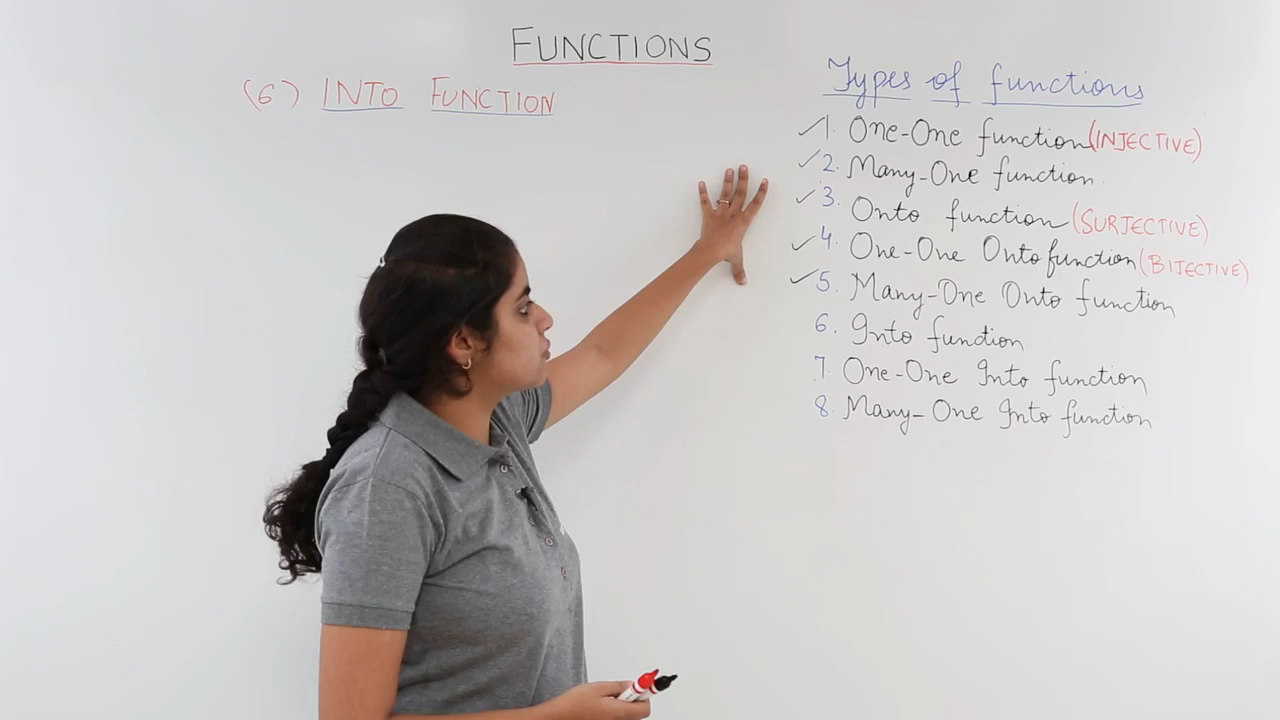 FUNCTIONS
(6) INTO FUNCTION
Types of functions
1. One-One function (INJECTIVE)
2. Many-One function.
3. Onto function (SURJECTIVE)
4. One-One Onto function (BIJECTIVE)
5. Many-One Onto function
6. Into function
7. One-One Into function
8. Many-One Into function